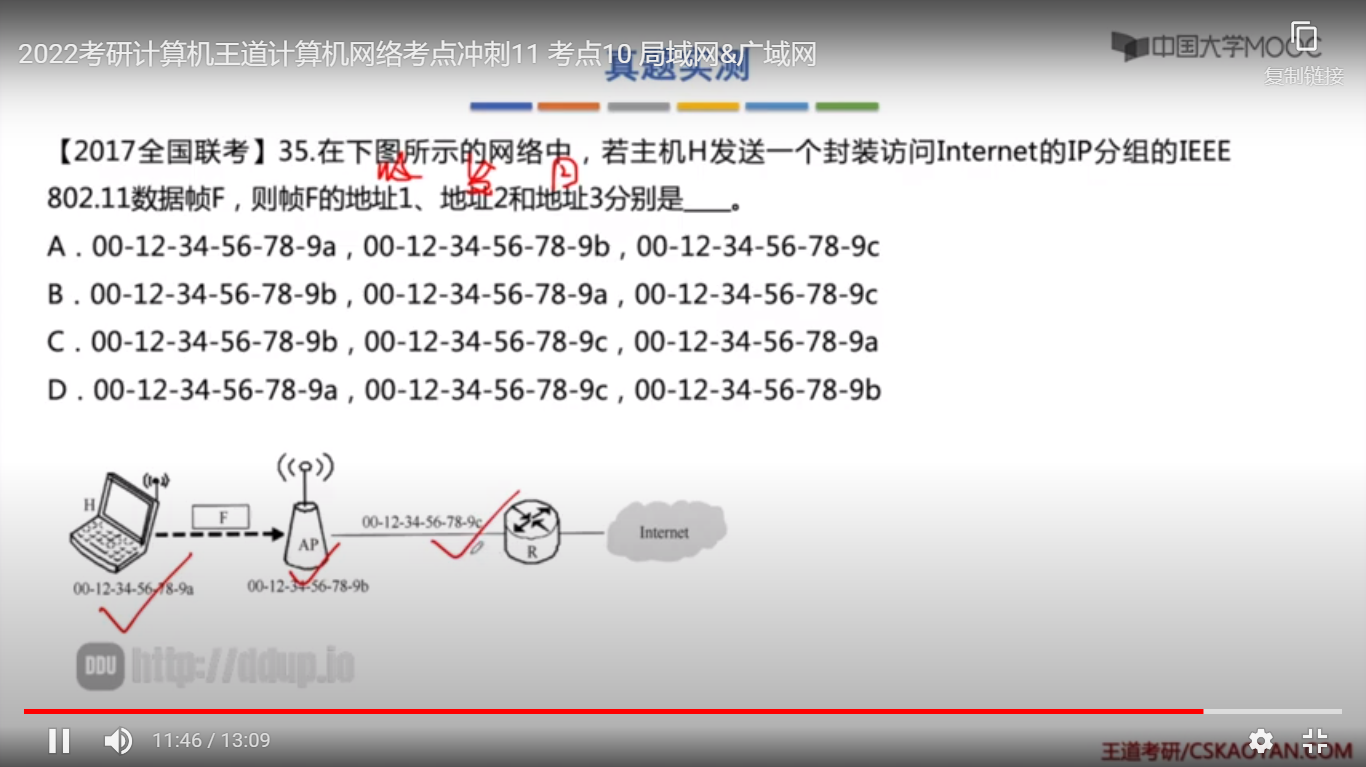 2022考研计算机王道计算机网络考点冲刺11 考点10 局域网&广域网
真题实测
中国大学MOOC
复制链接
【2017全国联考】35.在下图所示的网络中，若主机H发送一个封装访问Internet的IP分组的IEEE
802.11数据帧F，则帧F的地址1、地址2和地址3分别是____。
A．00-12-34-56-78-9a，00-12-34-56-78-9b，00-12-34-56-78-9c
B．00-12-34-56-78-9b，00-12-34-56-78-9a，00-12-34-56-78-9c
C．00-12-34-56-78-9b，00-12-34-56-78-9c，00-12-34-56-78-9a
D．00-12-34-56-78-9a，00-12-34-56-78-9c，00-12-34-56-78-9b
H
F
AP
00-12-34-56-78-9c
R
Internet
00-12-34-56-78-9a
00-12-34-56-78-9b
DDU http://ddup.io
11:46 / 13:09
王道考研/CSKAOYAN.COM